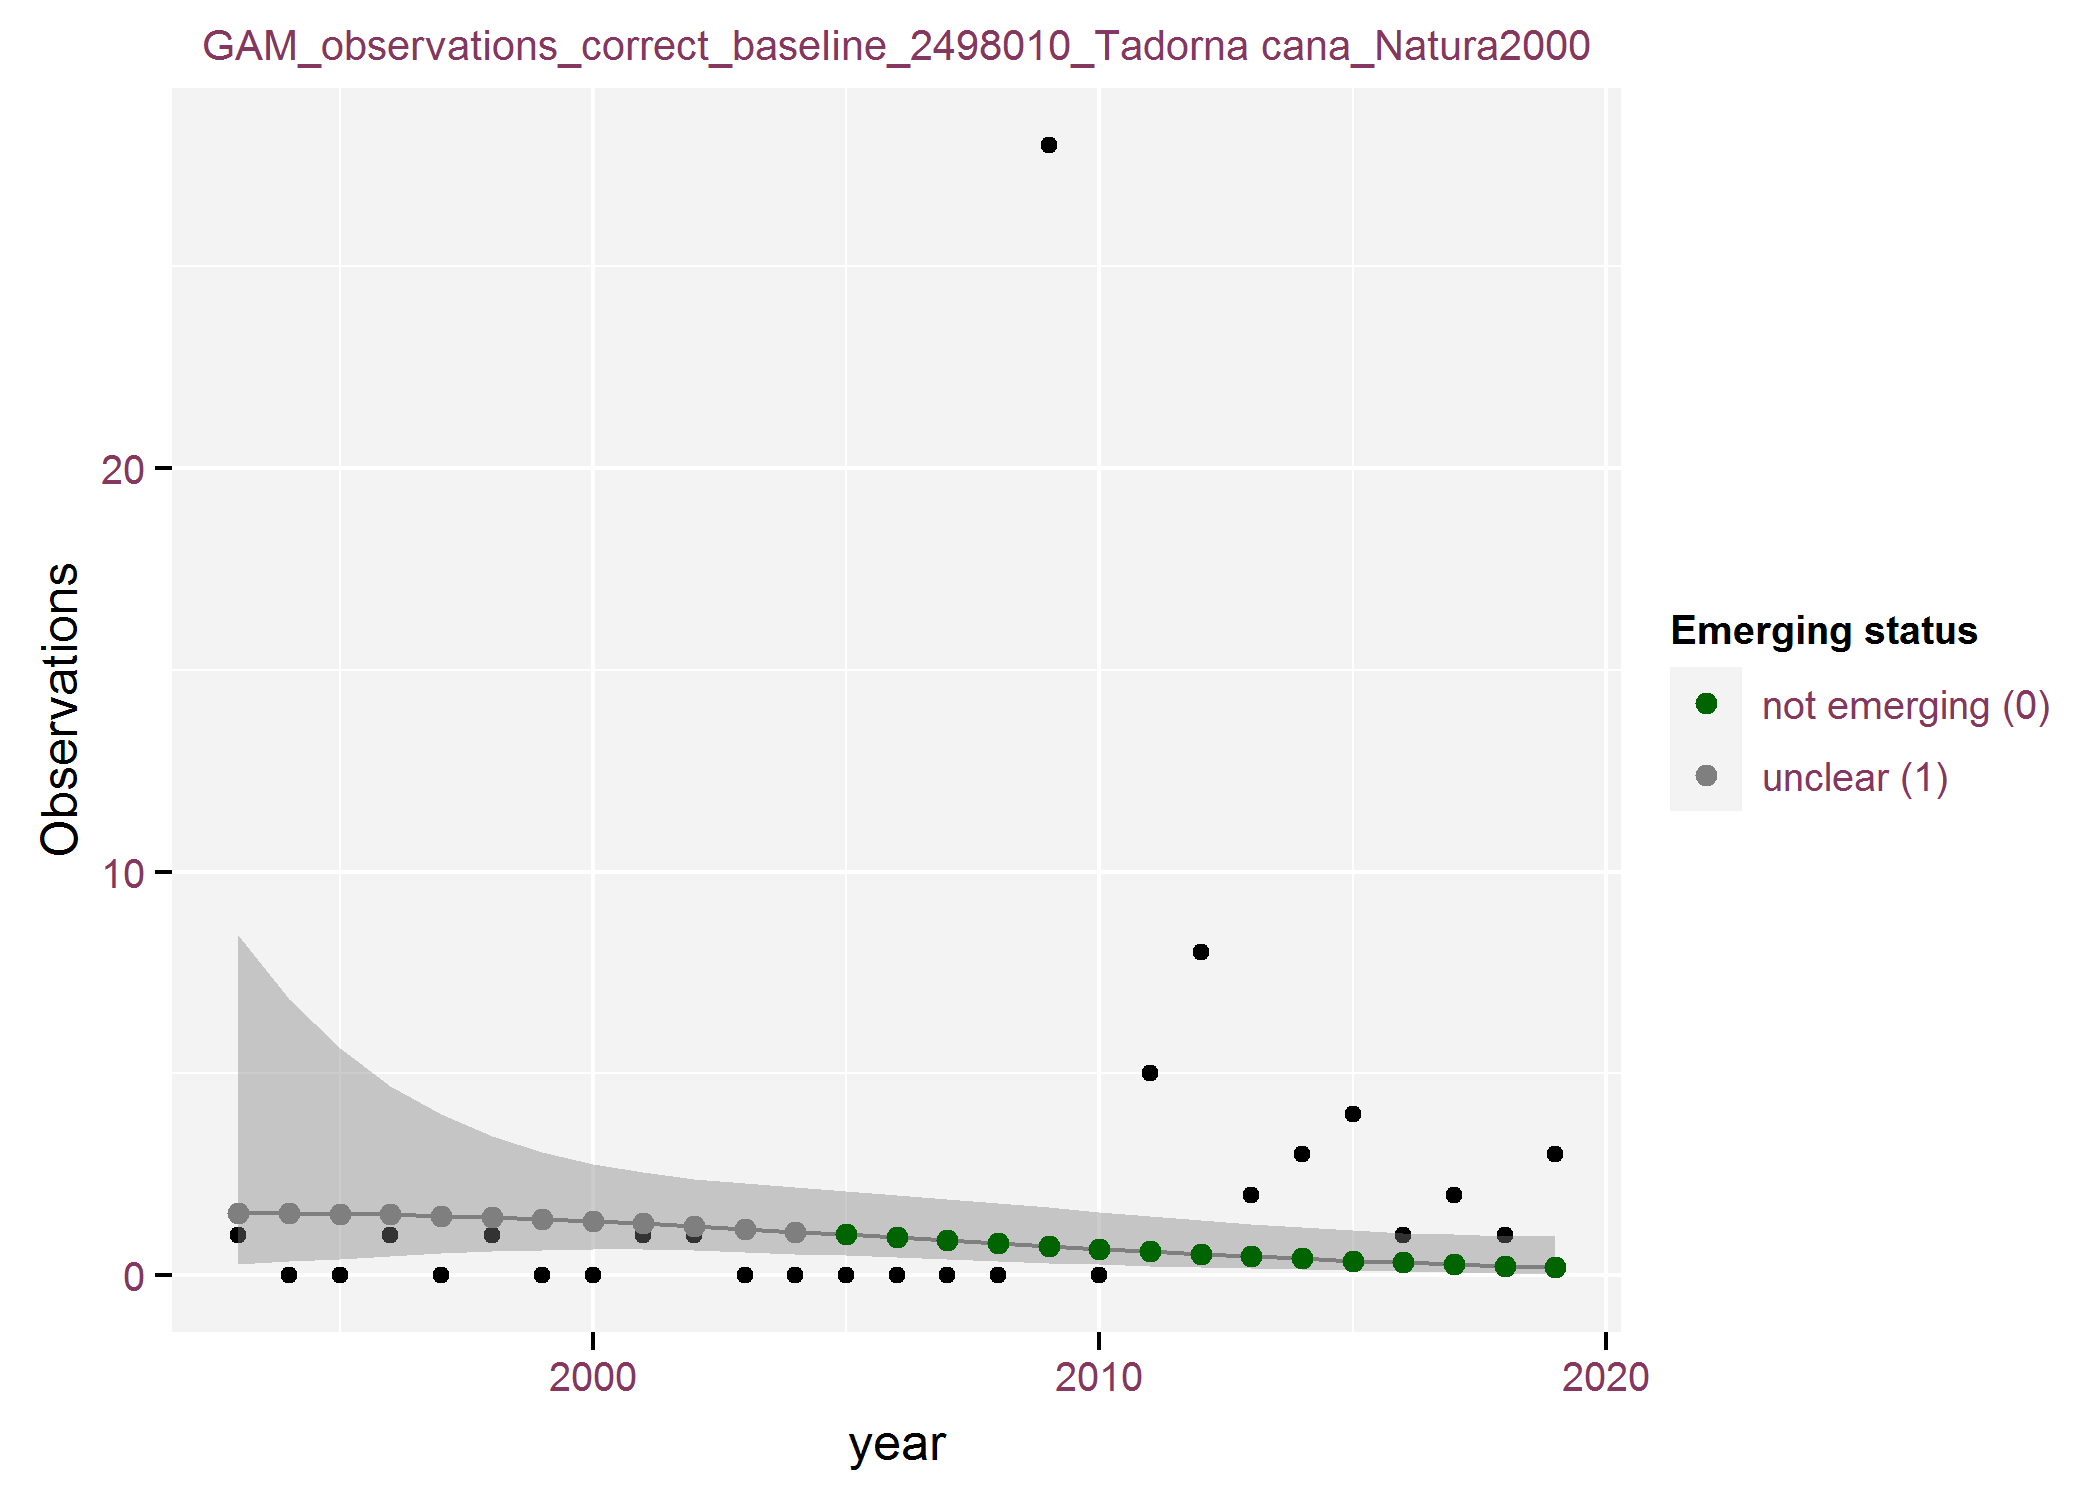 GAM_observations_correct_baseline_2498010_Tadorna cana_Natura2000
Observations
20
10
0
2000
2010
2020
year
Emerging status
not emerging (0)
unclear (1)